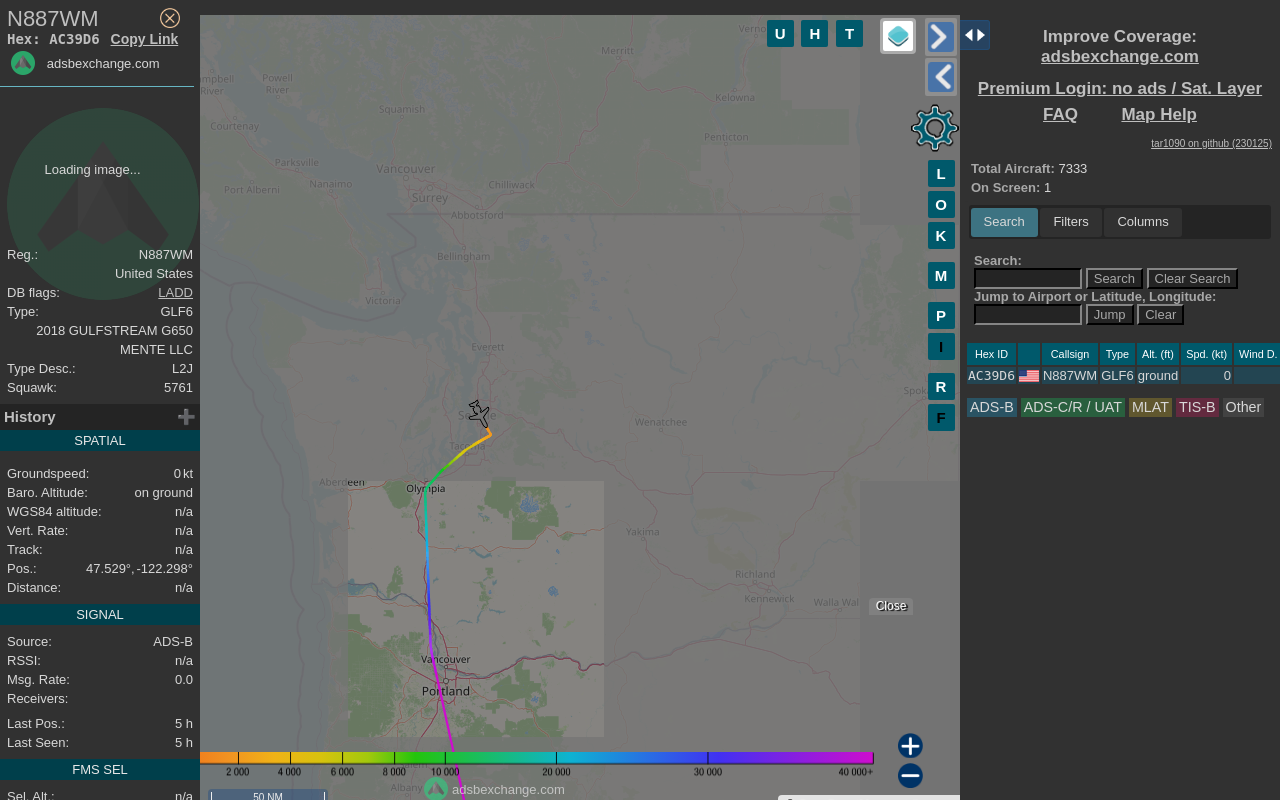 N887WM
Hex: AC39D6 Copy Link
adsbexchange.com
Loading image...
Reg.: N887WM
United States
DB flags: LADD
Type: GLF6
2018 GULFSTREAM G650
MENTE LLC
Type Desc.: L2J
Squawk: 5761
History
SPATIAL
Groundspeed: 0 kt
Baro. Altitude: on ground
WGS84 altitude: n/a
Vert. Rate: n/a
Track: n/a
Pos.: 47.529°, -122.298°
Distance: n/a
SIGNAL
Source: ADS-B
RSSI: n/a
Msg. Rate: 0.0
Receivers:
Last Pos.: 5 h
Last Seen: 5 h
FMS SEL
Sel. Alt.: n/a
U H T
Merritt
Powell
River
River
Squamish
Kelowna
Courtenay
Penticton
Parksville
Vancouver
Port Alberni
Nanaimo
Chilliwack
Surrey
Abbotsford
Bellingham
Victoria
Everett
Wenatchee
Aberdeen
Olympia
Yakima
Richland
Kennewick
Walla Wal
Vancouver
Portland
Albany
L
O
K
M
P
I
R
F
Close
2 000 4 000 6 000 8 000 10 000 20 000 30 000 40 000+
adsbexchange.com
50 NM
Improve Coverage:
adsbexchange.com
Premium Login: no ads / Sat. Layer
FAQ Map Help
tar1090 on github (230125)
Total Aircraft: 7333
On Screen: 1
Search Filters Columns
Search:
Search Clear Search
Jump to Airport or Latitude, Longitude:
Jump Clear
Hex ID Callsign Type Alt. (ft) Spd. (kt) Wind D.
AC39D6 N887WM GLF6 ground 0
ADS-B ADS-C/R / UAT MLAT TIS-B Other